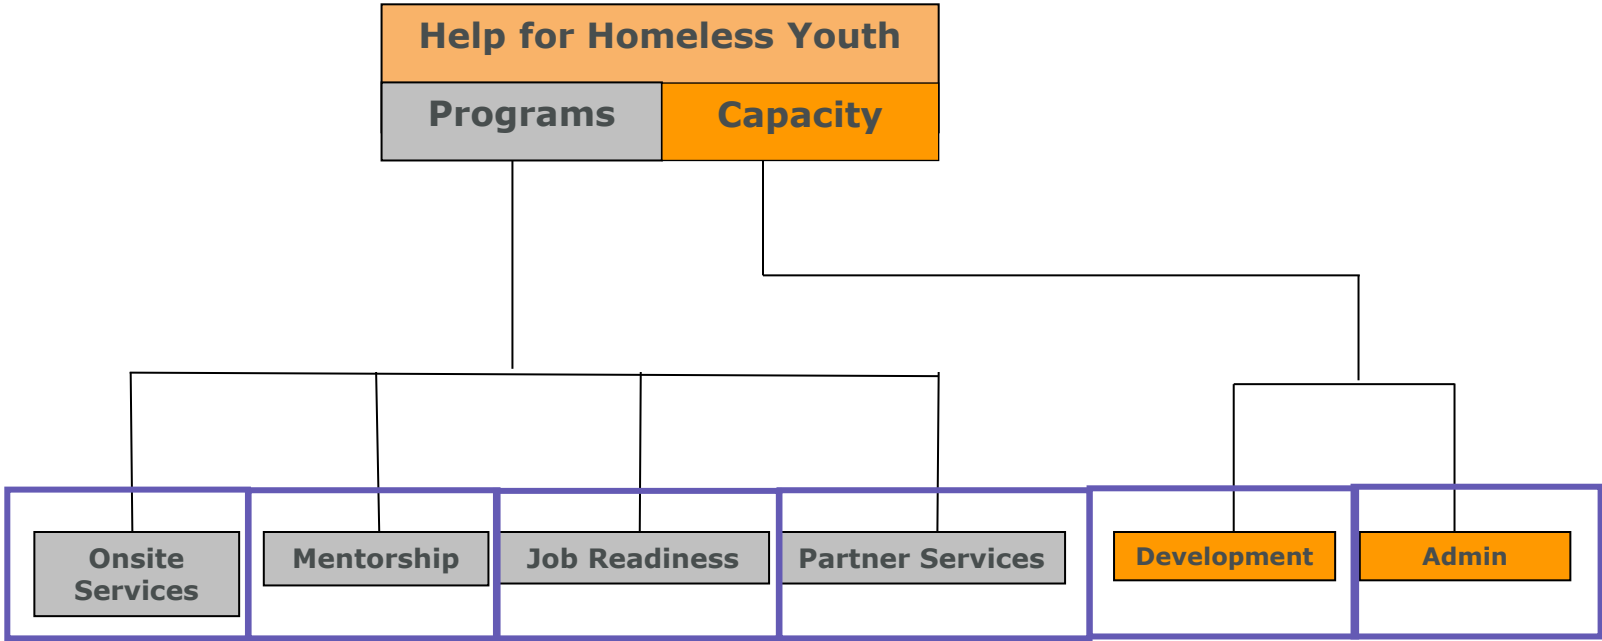 Help for Homeless Youth
Programs
Capacity
Onsite
Services
Mentorship
Job Readiness
Partner Services
Development
Admin